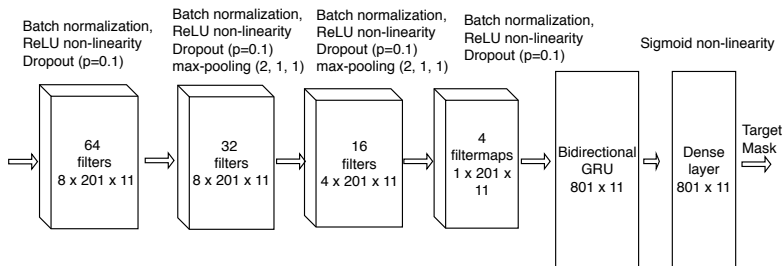 Batch normalization,
ReLU non-linearity
Dropout (p=0.1)
Batch normalization,
ReLU non-linearity
Dropout (p=0.1)
max-pooling (2, 1, 1)
Batch normalization,
ReLU non-linearity
Dropout (p=0.1)
max-pooling (2, 1, 1)
Batch normalization,
ReLU non-linearity
Dropout (p=0.1)
Sigmoid non-linearity
64
filters
8 x 201 x 11
32
filters
8 x 201 x 11
16
filters
4 x 201 x 11
4
filtermaps
1 x 201 x
11
Bidirectional
GRU
801 x 11
Dense
layer
801 x 11
Target
Mask